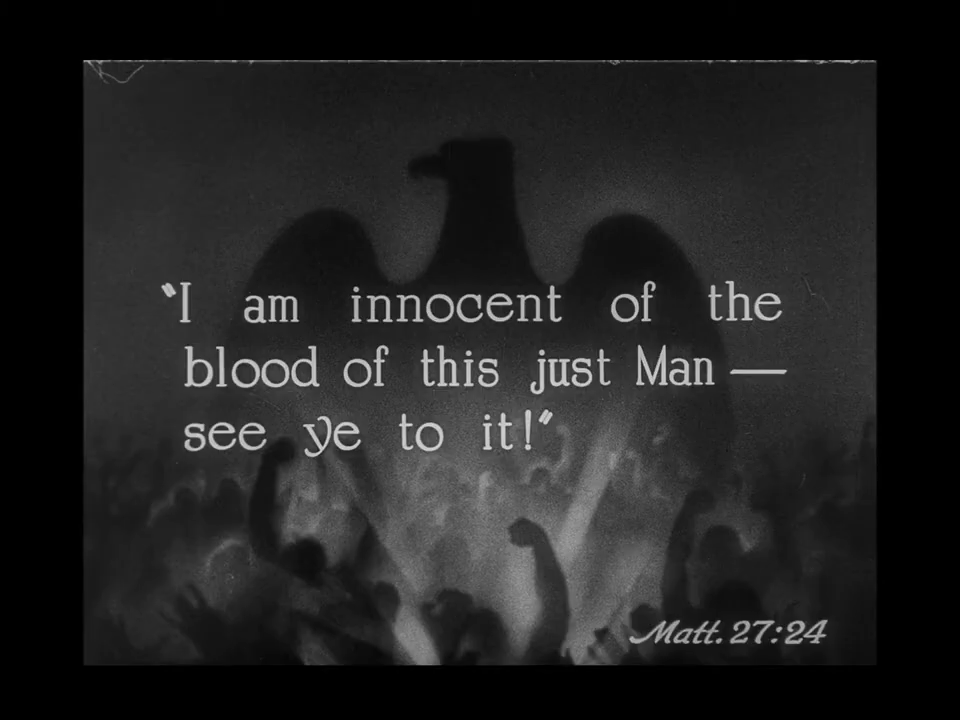 "I am innocent of the
blood of this just Man —
see ye to it!"
Matt. 27:24